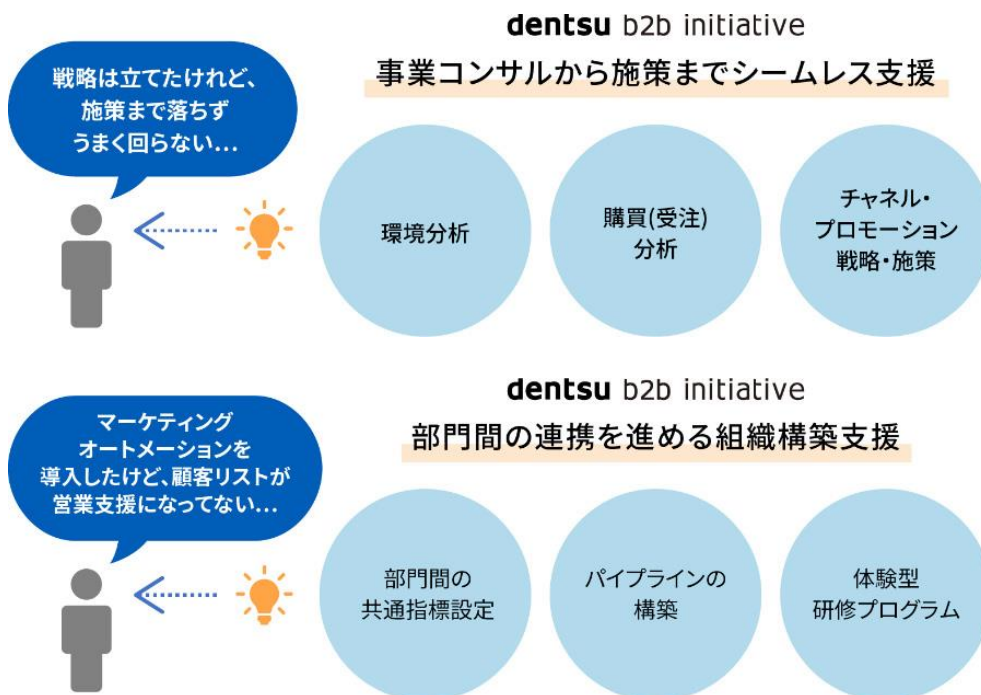 dentsu b2b initiative
事業コンサルから施策までシームレス支援
戦略は立てたけれど、
施策まで落ちず
うまく回らない…
環境分析
購買(受注)
分析
チャネル・
プロモーション
戦略・施策
dentsu b2b initiative
部門間の連携を進める組織構築支援
マーケティング
オートメーションを
導入したけど、顧客リストが
営業支援になってない…
部門間の
共通指標設定
パイプラインの
構築
体験型
研修プログラム